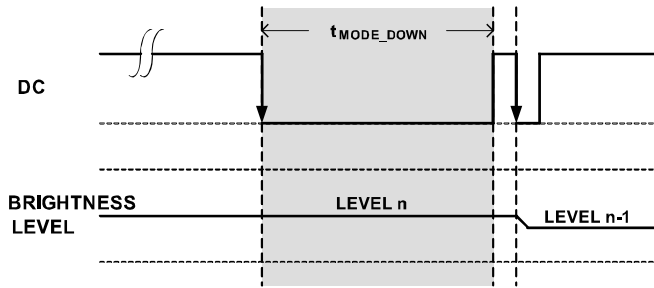 tMODE_DOWN
DC
BRIGHTNESS
LEVEL
LEVEL n
LEVEL n-1